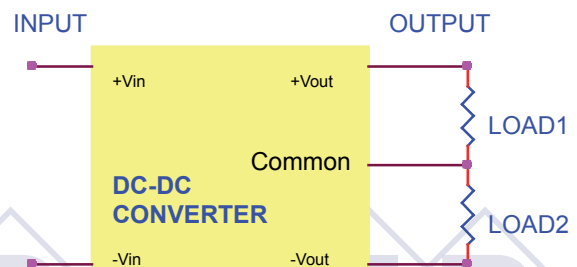 INPUT OUTPUT
+Vin +Vout
LOAD1
Common
DC-DC
CONVERTER
LOAD2
-Vin -Vout